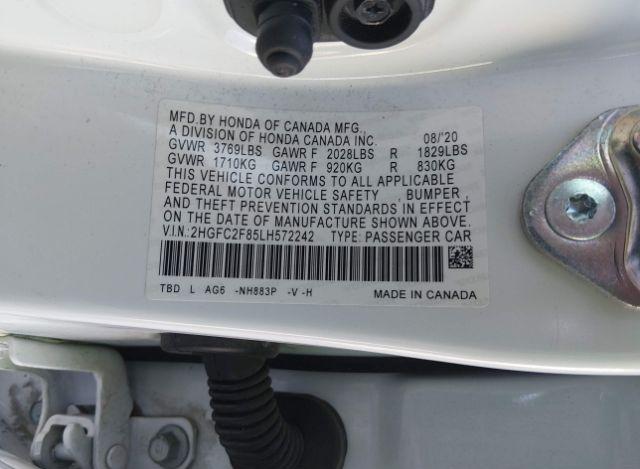 MFD.BY HONDA OF CANADA MFG.,
A DIVISION OF HONDA CANADA INC. 08/'20
GVWR 3769LBS GAWR F 2028LBS R 1829LBS
GVWR 1710KG GAWR F 920KG R 830KG
THIS VEHICLE CONFORMS TO ALL APPLICABLE
FEDERAL MOTOR VEHICLE SAFETY , BUMPER ,
AND THEFT PREVENTION STANDARDS IN EFFECT
ON THE DATE OF MANUFACTURE SHOWN ABOVE.
V.I.N.:2HGFC2F85LH572242 TYPE: PASSENGER CAR
TBD L AG6 -NH883P -V -H MADE IN CANADA